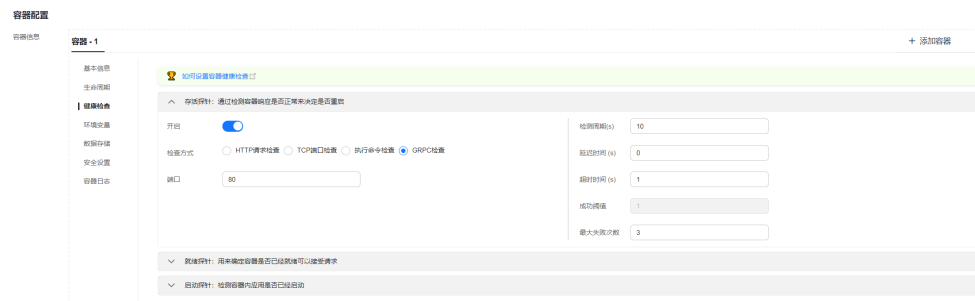 容器配置
容器信息
容器 - 1
+ 添加容器
基本信息
生命周期
健康检查
环境变量
数据存储
安全设置
容器日志
如何设置容器健康检查
存活探针：通过检测容器响应是否正常来决定是否重启
开启
检查方式
HTTP请求检查
TCP端口检查
执行命令检查
GRPC检查
端口
80
检测周期(s)
10
延迟时间 (s)
0
超时时间 (s)
1
成功阈值
1
最大失败次数
3
就绪探针：用来确定容器是否已经就绪可以接受请求
启动探针：检测容器内应用是否已经启动